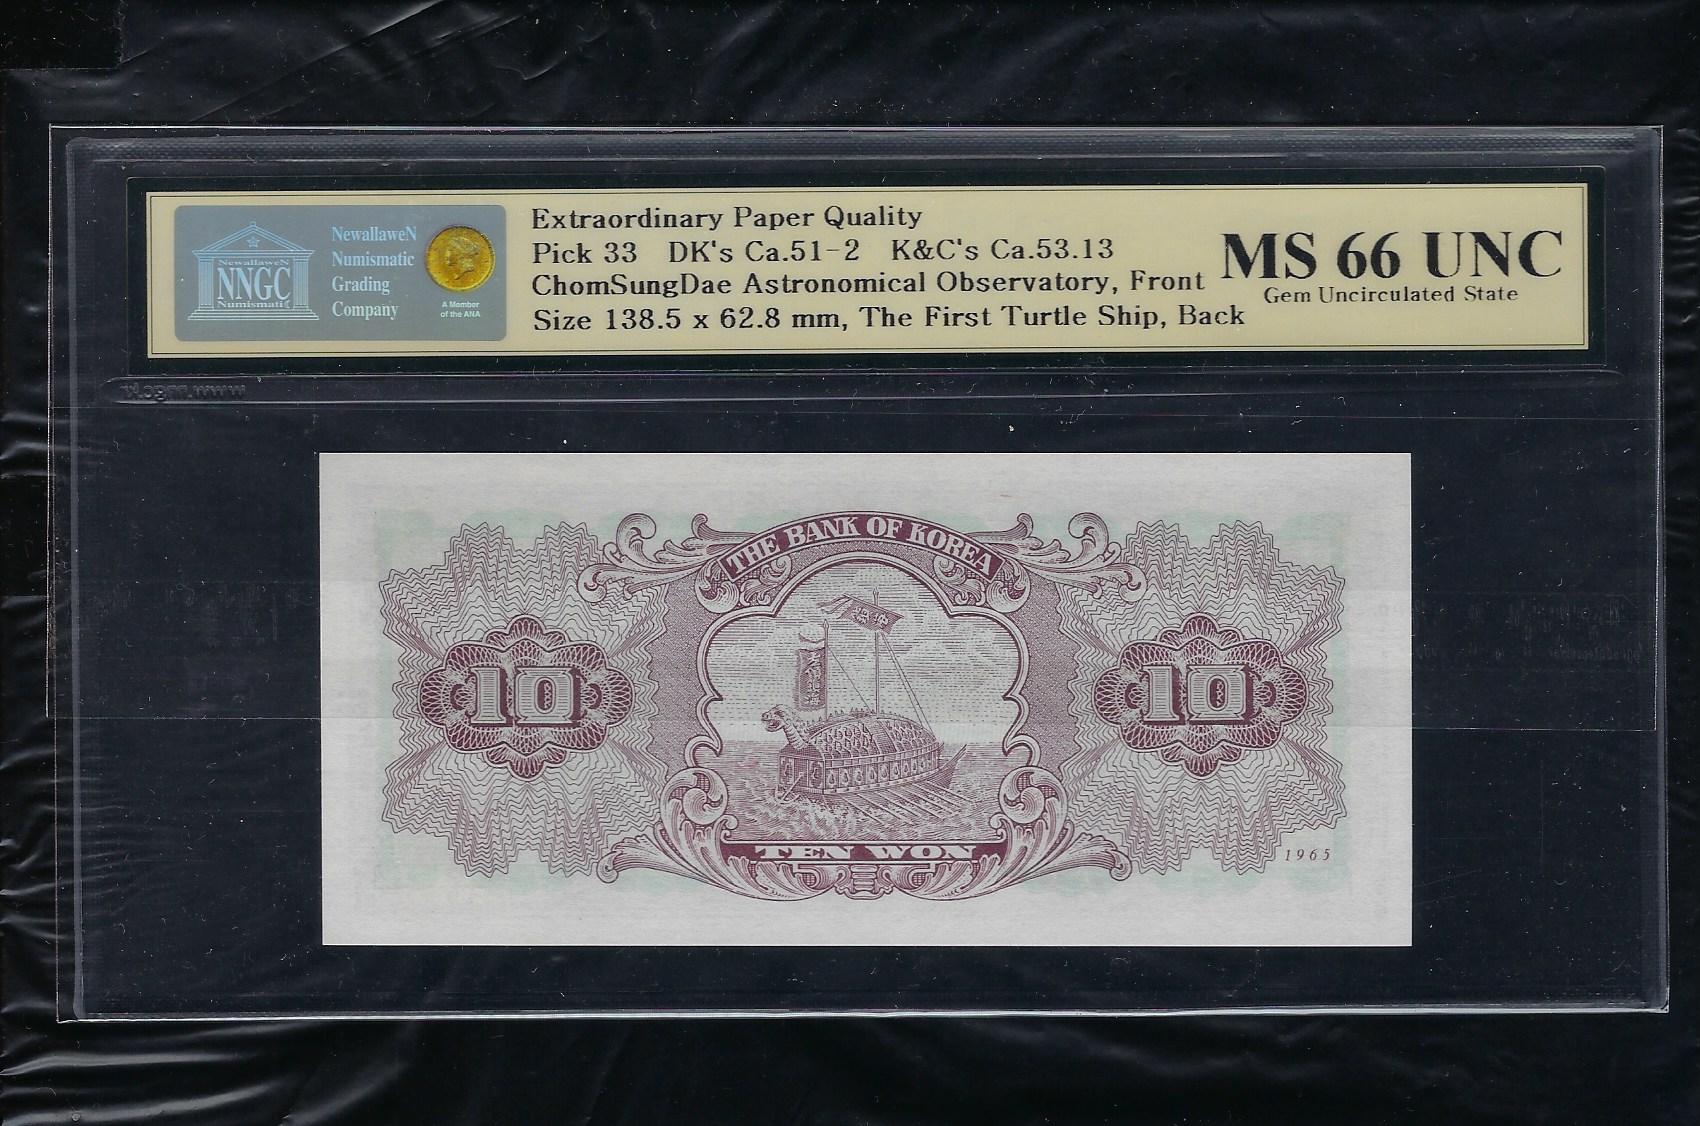 NewallaweN
NNGC
Numismatic
NewallaweN
Numismatic
Grading
Company
A Member
of the ANA
Extraordinary Paper Quality
Pick 33 DK's Ca.51-2 K&C's Ca.53.13
ChomSungDae Astronomical Observatory, Front
Size 138.5 x 62.8 mm, The First Turtle Ship, Back
MS 66 UNC
Gem Uncirculated State
THE BANK OF KOREA
10
10
TEN WON
1965